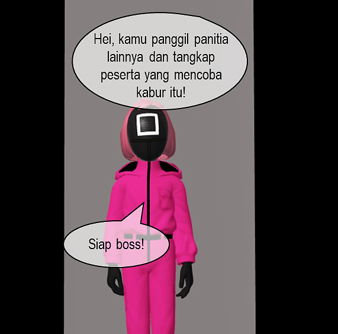 Hei, kamu panggil panitia
lainnya dan tangkap
peserta yang mencoba
kabur itu!
Siap boss!